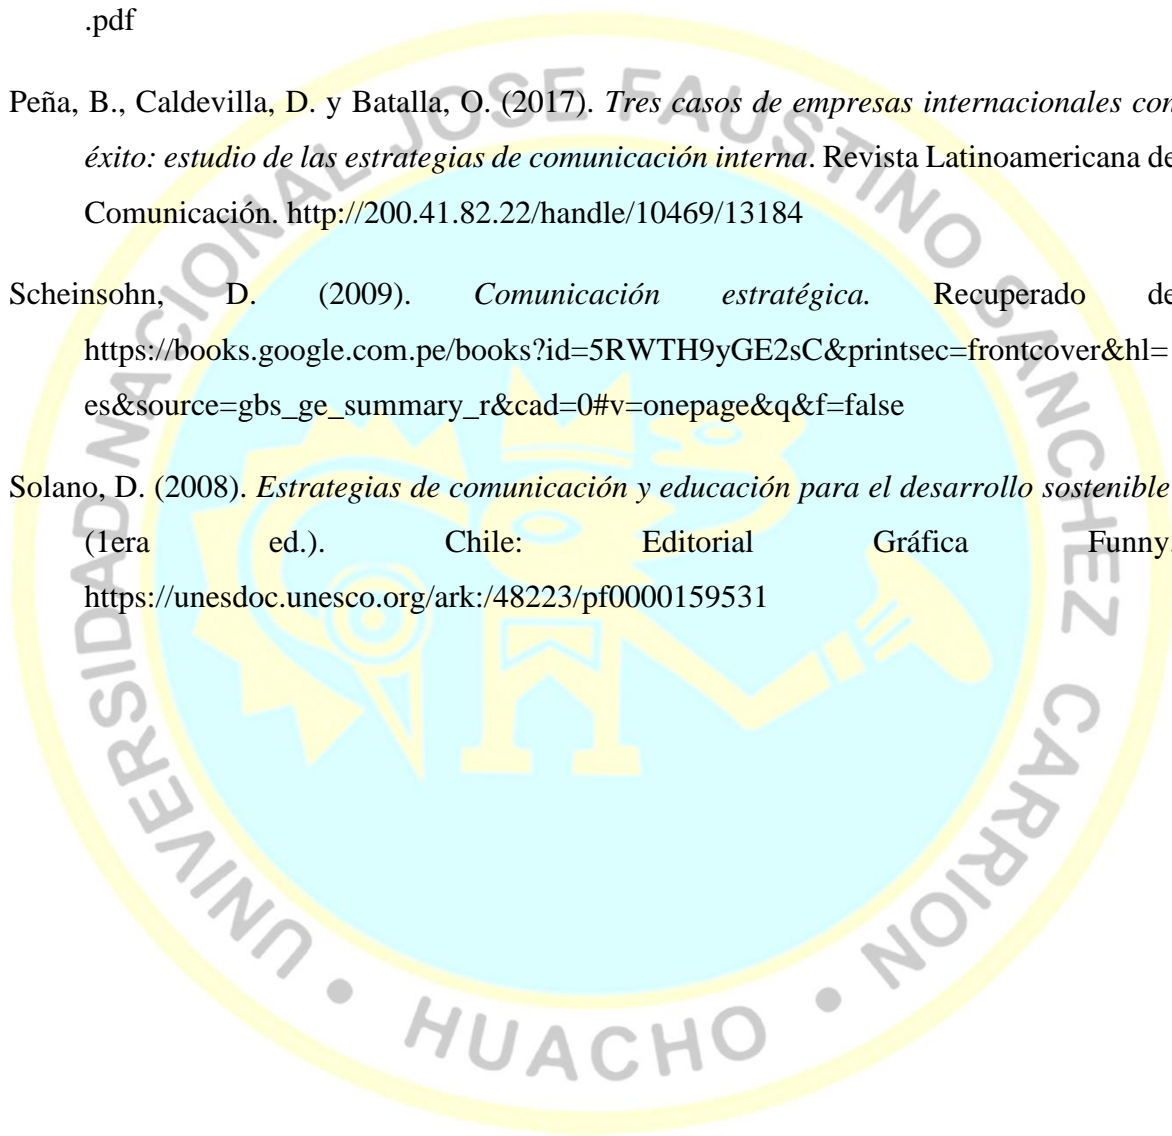 .pdf
Peña, B., Caldevilla, D. y Batalla, O. (2017). Tres casos de empresas internacionales con
éxito: estudio de las estrategias de comunicación interna. Revista Latinoamericana de
Comunicación. http://200.41.82.22/handle/10469/13184
Scheinsohn, D. (2009). Comunicación estratégica. Recuperado de
https://books.google.com.pe/books?id=5RWTH9yGE2sC&printsec=frontcover&hl=
es&source=gbs_ge_summary_r&cad=0#v=onepage&q&f=false
Solano, D. (2008). Estrategias de comunicación y educación para el desarrollo sostenible
(1era ed.). Chile: Editorial Gráfica Funny.
https://unesdoc.unesco.org/ark:/48223/pf0000159531
UNIVERSIDAD NACIONAL JOSE FAUSTINO SANCHEZ CARRION
• HUACHO •